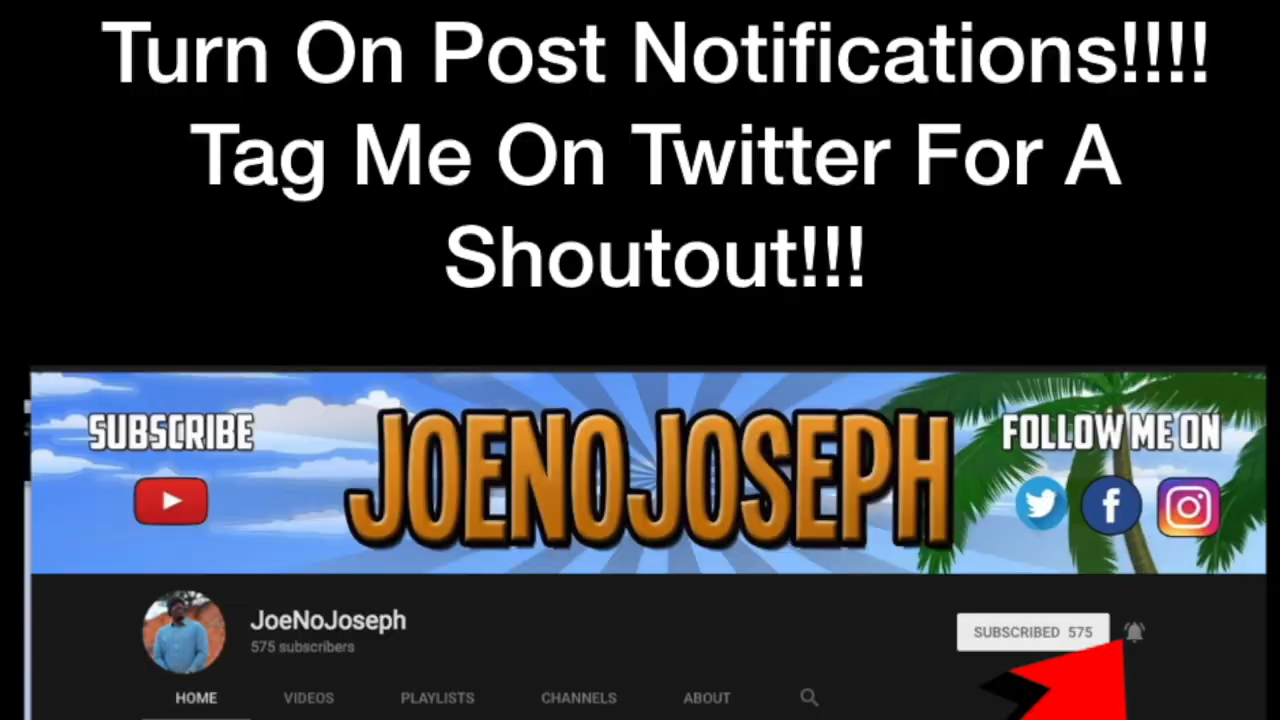 Turn On Post Notifications!!!!
Tag Me On Twitter For A
Shoutout!!!
SUBSCRIBE
JOENOJOSEPH
FOLLOW ME ON
JoeNoJoseph
575 subscribers
SUBSCRIBED 575
HOME VIDEOS PLAYLISTS CHANNELS ABOUT